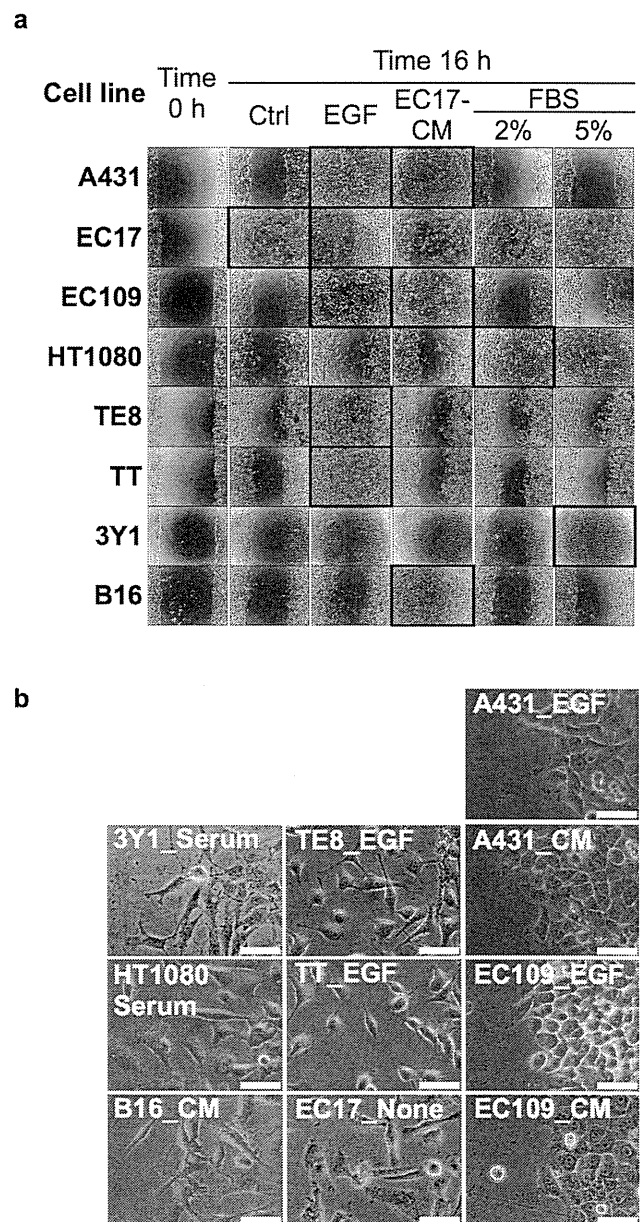 a
Time 16 h
Cell line
Time 0 h
Ctrl
EGF
EC17-CM
FBS
2%
5%
A431
EC17
EC109
HT1080
TE8
TT
3Y1
B16
b
A431_EGF
3Y1_Serum
TE8_EGF
A431_CM
HT1080 Serum
TT_EGF
EC109_EGF
B16_CM
EC17_None
EC109_CM